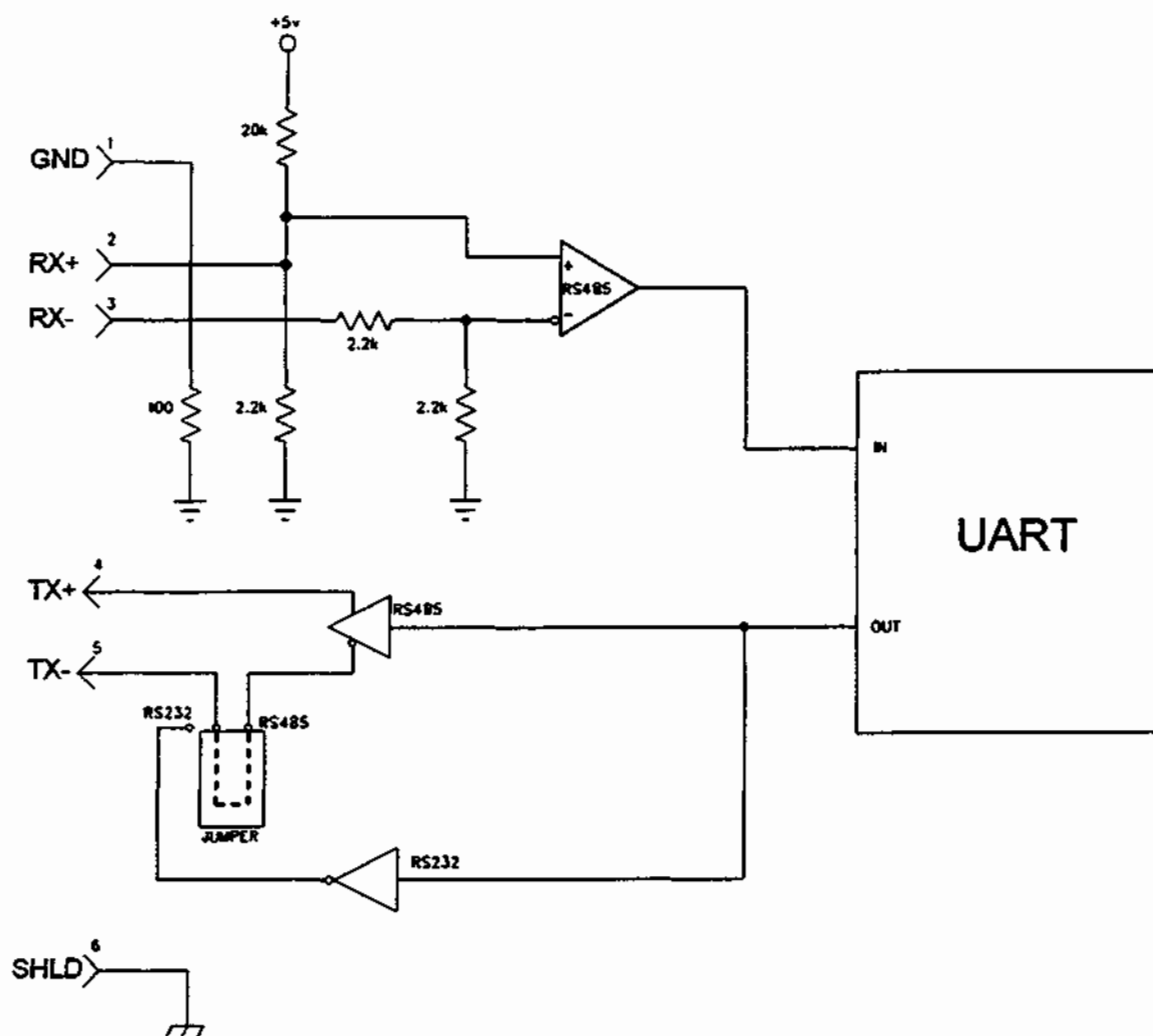 +5v
20k
GND 1
RX+ 2
RX- 3
+
RS485
-
2.2k
100
2.2k
2.2k
IN
UART
TX+ 4
RS485
OUT
TX- 5
RS232
RS485
JUMPER
RS232
SHLD 6